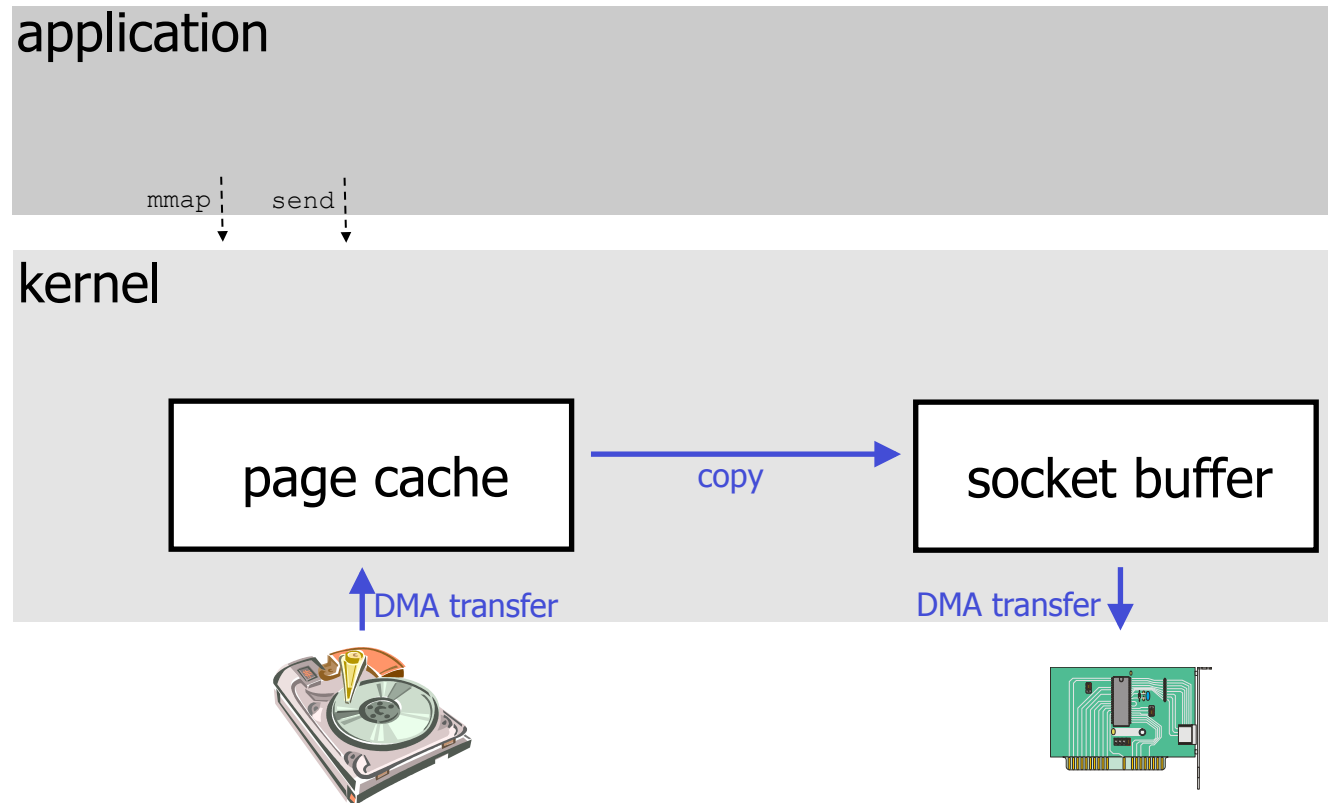 application
mmap
send
kernel
page cache
copy
socket buffer
DMA transfer
DMA transfer